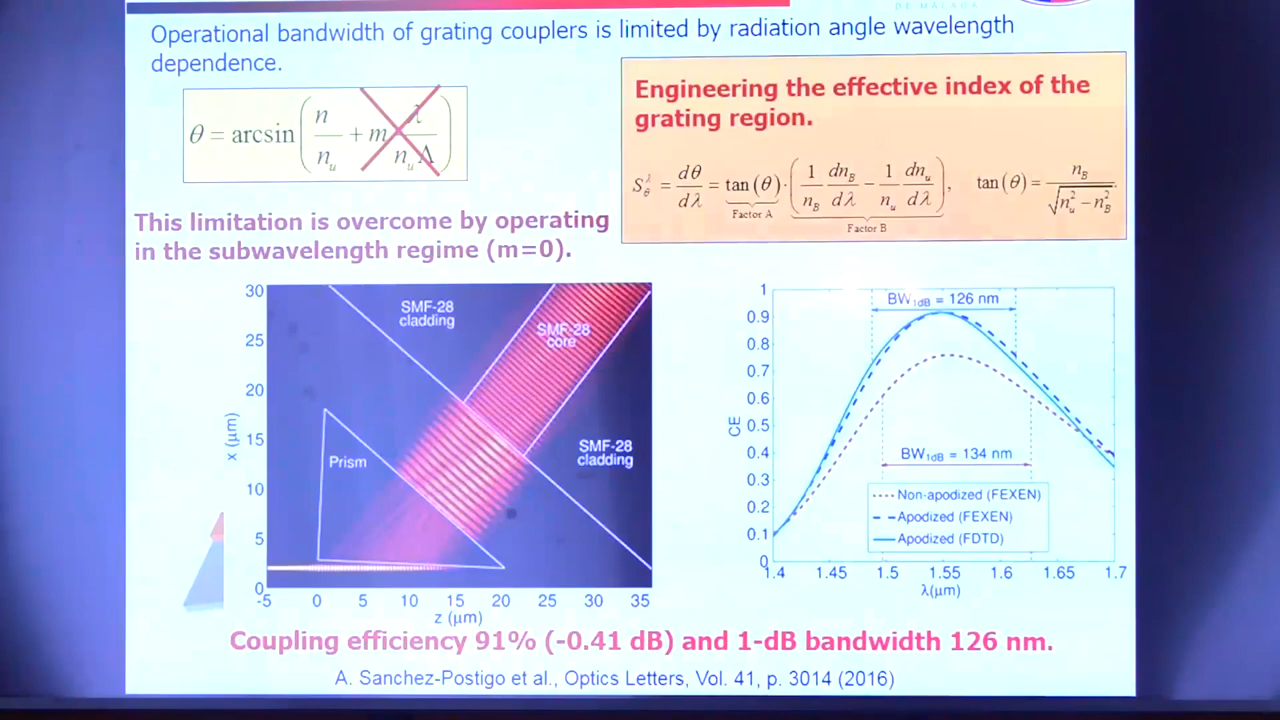 DE MÁLAGA
Operational bandwidth of grating couplers is limited by radiation angle wavelength
dependence.
θ = arcsin( n/n_u + m λ/(n_u Λ) )
Engineering the effective index of the
grating region.
S_θ^λ = dθ/dλ = tan(θ)·( 1/n_B dn_B/dλ − 1/n_u dn_u/dλ ), tan(θ) = n_B/√(n_u² − n_B²)
Factor A
Factor B
This limitation is overcome by operating
in the subwavelength regime (m=0).
30
25
20
15
10
5
0
x (μm)
-5 0 5 10 15 20 25 30 35
z (μm)
SMF-28
cladding
SMF-28
core
Prism
SMF-28
cladding
1
0.9
0.8
0.7
0.6
0.5
0.4
0.3
0.2
0.1
0
CE
BW1dB = 126 nm
BW1dB = 134 nm
Non-apodized (FEXEN)
Apodized (FEXEN)
Apodized (FDTD)
1.4 1.45 1.5 1.55 1.6 1.65 1.7
λ(μm)
Coupling efficiency 91% (-0.41 dB) and 1-dB bandwidth 126 nm.
A. Sanchez-Postigo et al., Optics Letters, Vol. 41, p. 3014 (2016)